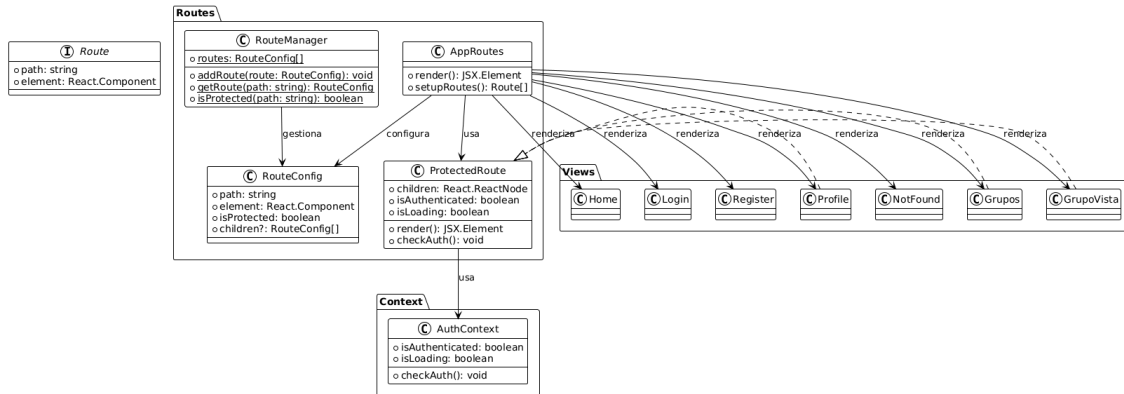 Routes
I Route
path: string
element: React.Component
C RouteManager
routes: RouteConfig[]
addRoute(route: RouteConfig): void
getRoute(path: string): RouteConfig
isProtected(path: string): boolean
C AppRoutes
render(): JSX.Element
setupRoutes(): Route[]
gestiona
configura
usa
renderiza
renderiza
renderiza
renderiza
renderiza
renderiza
renderiza
C RouteConfig
path: string
element: React.Component
isProtected: boolean
children?: RouteConfig[]
C ProtectedRoute
children: React.ReactNode
isAuthenticated: boolean
isLoading: boolean
render(): JSX.Element
checkAuth(): void
Views
C Home
C Login
C Register
C Profile
C NotFound
C Grupos
C GrupoVista
usa
Context
C AuthContext
isAuthenticated: boolean
isLoading: boolean
checkAuth(): void